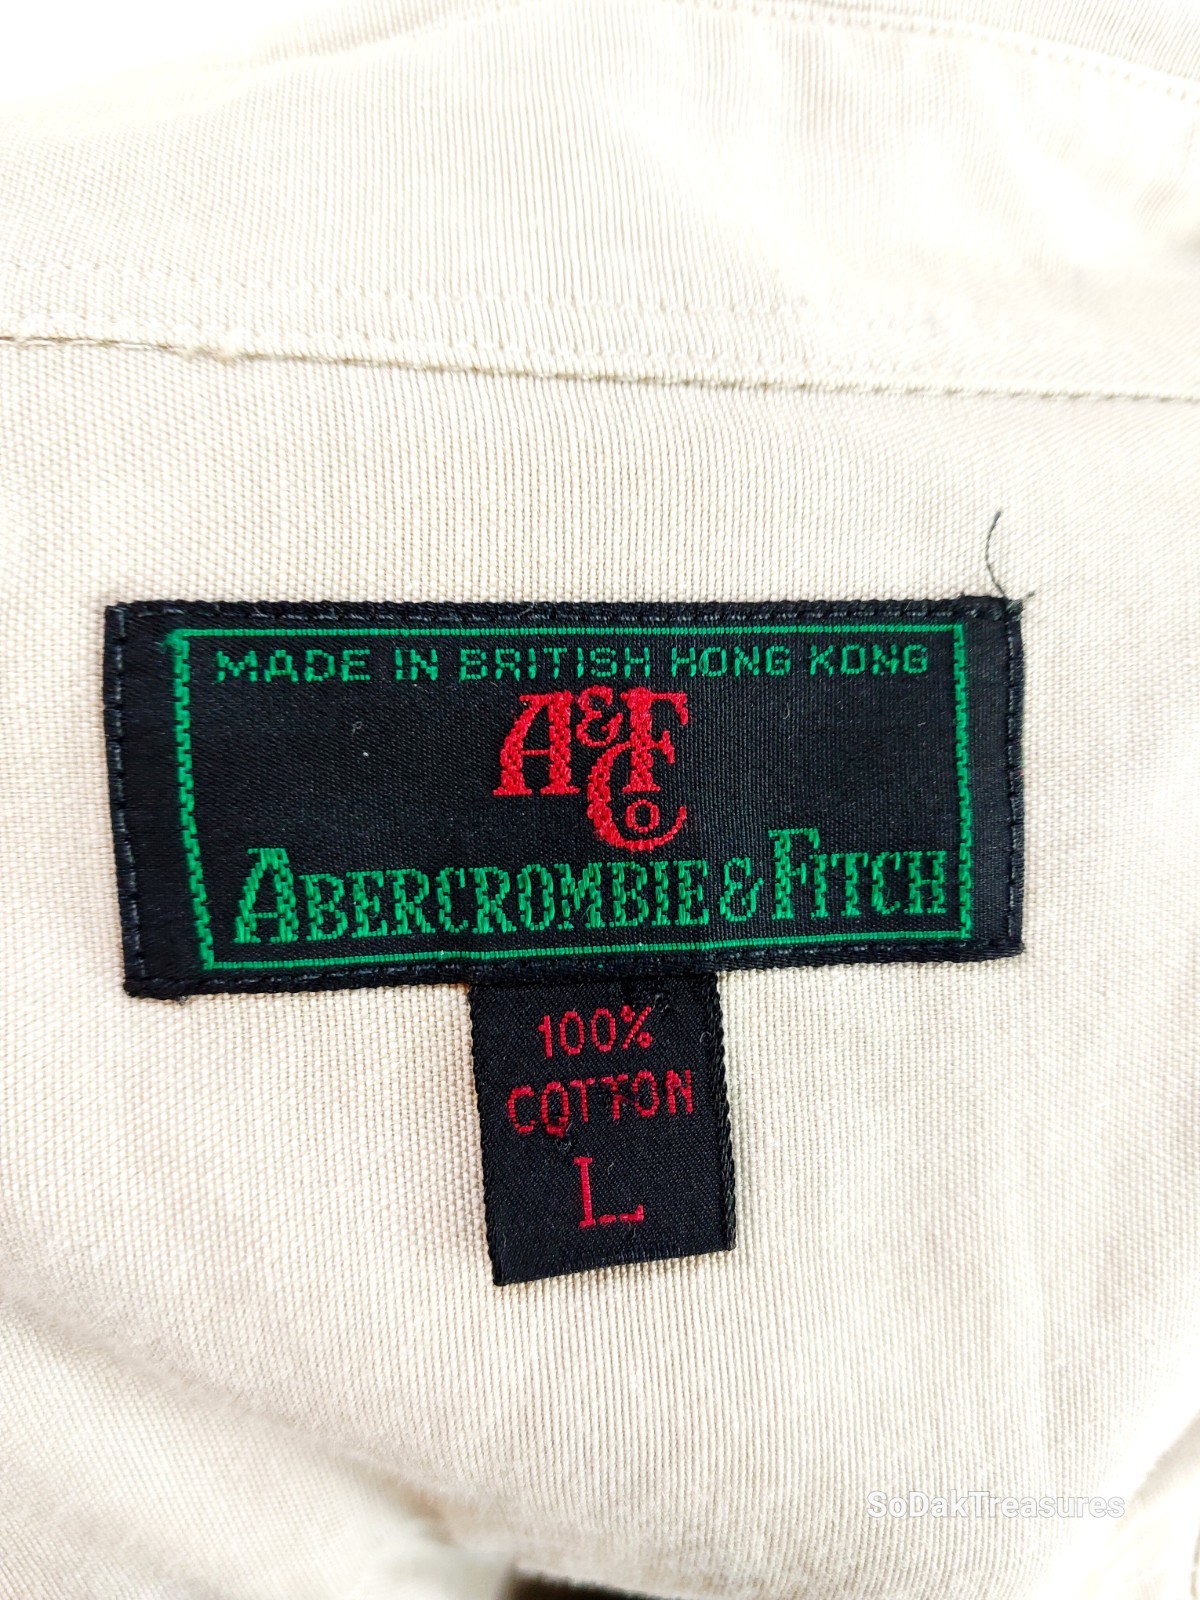 MADE IN BRITISH HONG KONG
A&F
Co
ABERCROMBIE & FITCH
100%
COTTON
L
SoDakTreasures